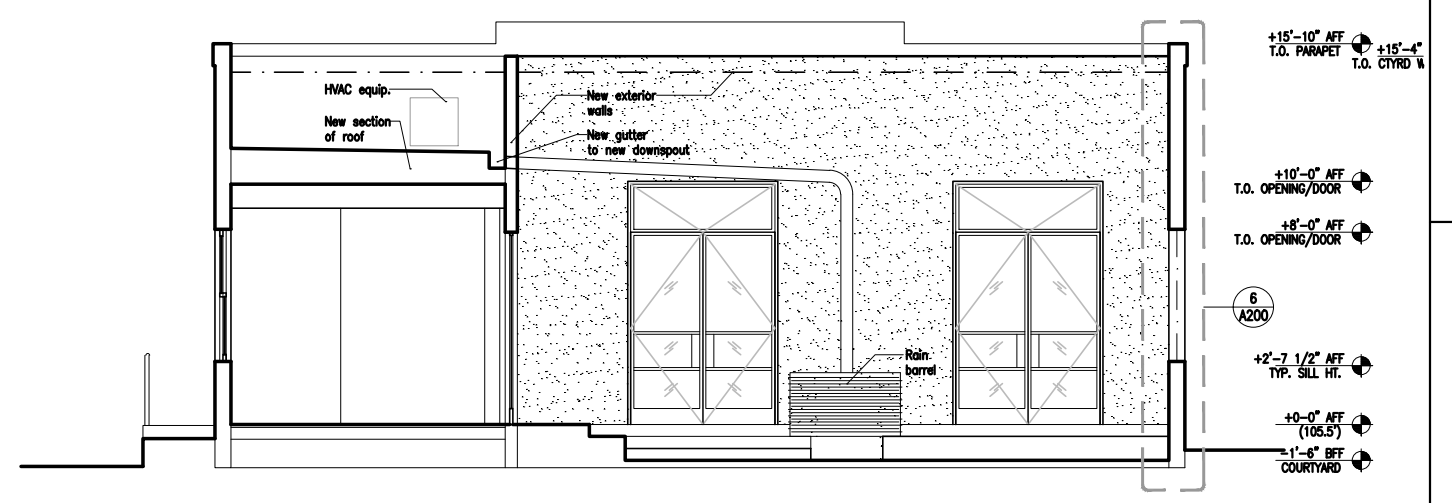 +15'-10" AFF
T.O. PARAPET
+15'-4"
T.O. CTYRD
HVAC equip.
New exterior
walls
New section
of roof
New gutter
to new downspout
+10'-0" AFF
T.O. OPENING/DOOR
+8'-0" AFF
T.O. OPENING/DOOR
6
A200
Rain
barrel
+2'-7 1/2" AFF
TYP. SILL HT.
+0-0" AFF
(105.5')
-1'-6" BFF
COURTYARD